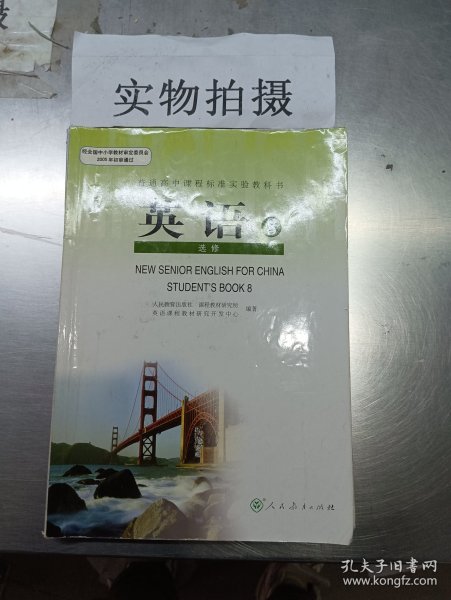 实物拍摄
经全国中小学教材审定委员会
2005年初审通过
普通高中课程标准实验教科书
英语 8
选修
NEW SENIOR ENGLISH FOR CHINA
STUDENT'S BOOK 8
人民教育出版社 课程教材研究所
英语课程教材研究开发中心 编著
人民教育出版社
孔夫子旧书网
www.kongfz.com